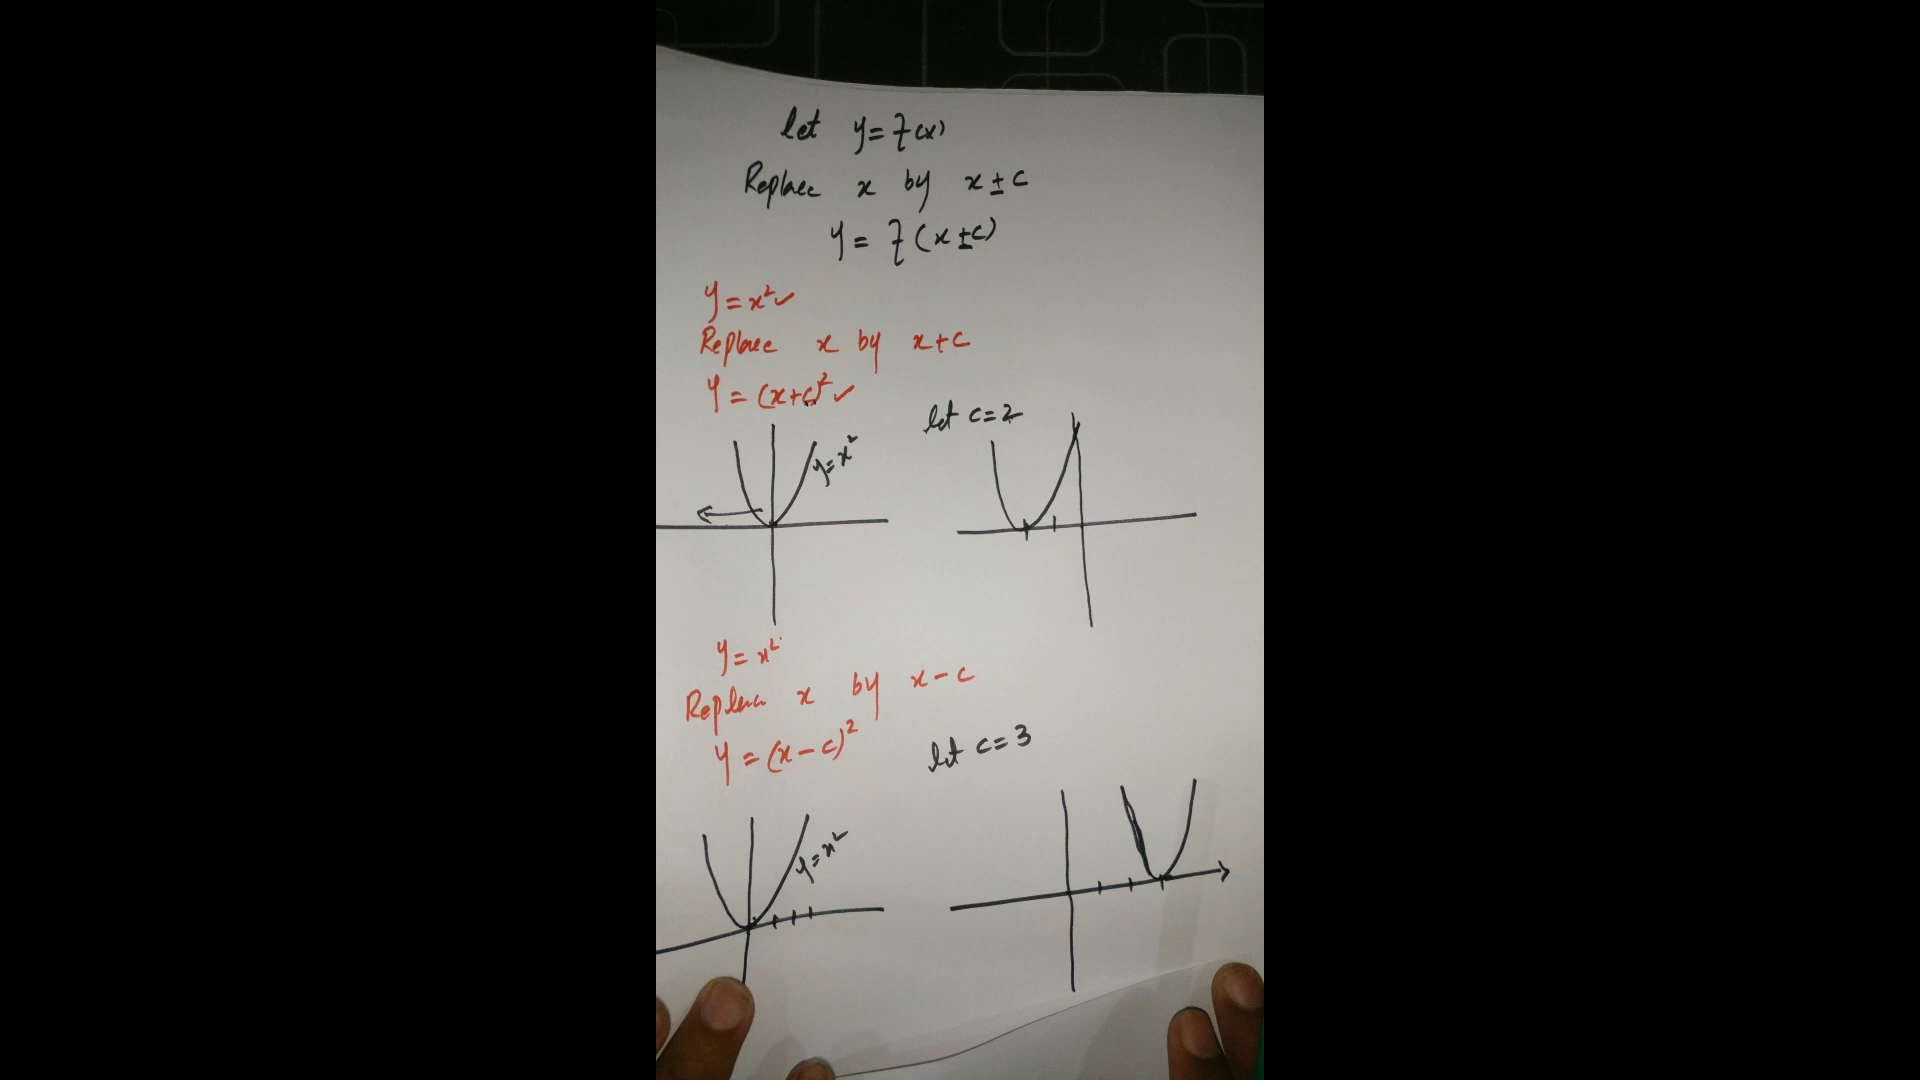 let y = f(x)
Replace x by x ± c
y = f(x ± c)
y = x² ✓
Replace x by x + c
y = (x + c)² ✓
let c = 2
y = x²
y = x²
Replace x by x - c
y = (x - c)²
let c = 3
y = x²